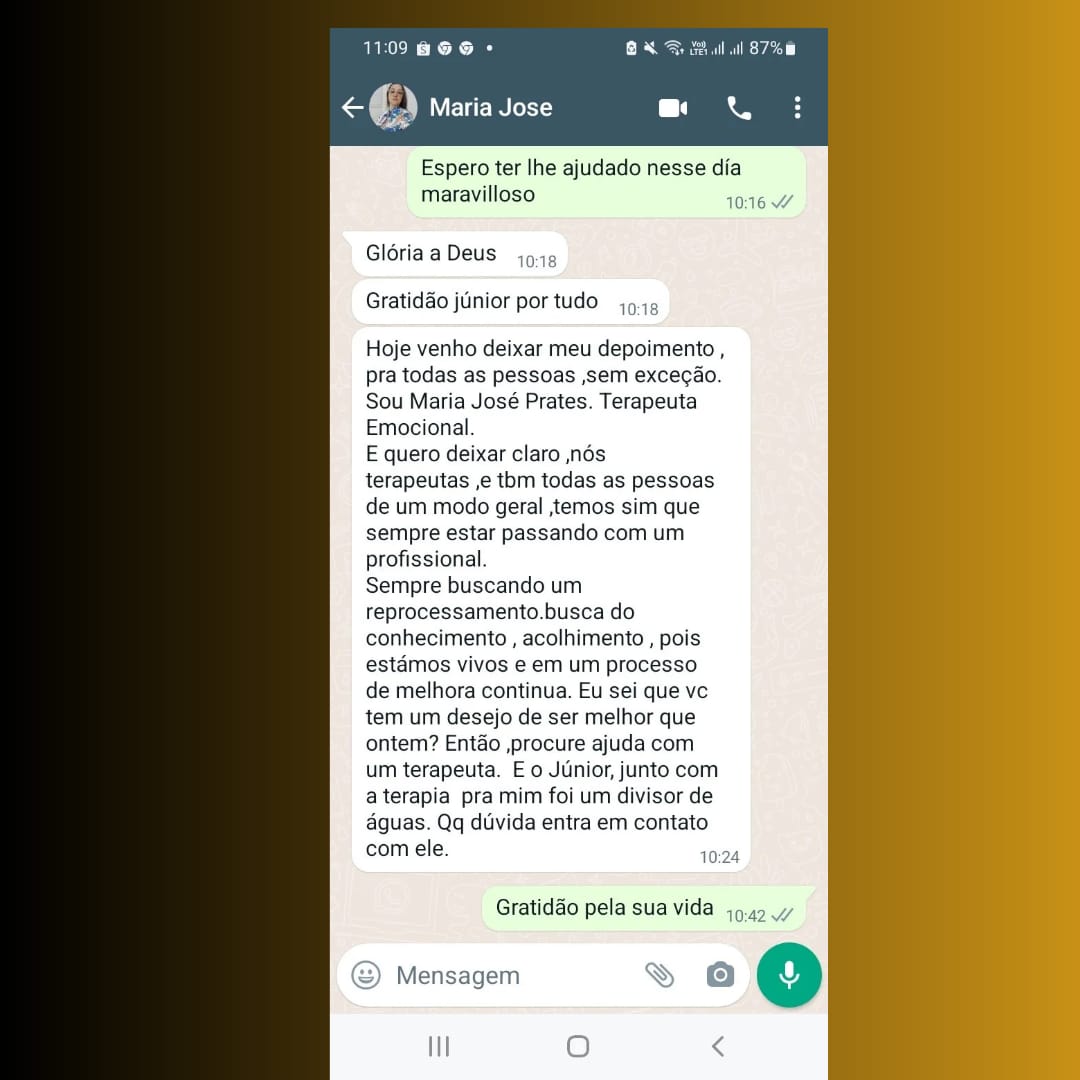 11:09
87%
Maria Jose
Espero ter lhe ajudado nesse día
maravilloso
10:16
Glória a Deus
10:18
Gratidão júnior por tudo
10:18
Hoje venho deixar meu depoimento ,
pra todas as pessoas ,sem exceção.
Sou Maria José Prates. Terapeuta
Emocional.
E quero deixar claro ,nós
terapeutas ,e tbm todas as pessoas
de um modo geral ,temos sim que
sempre estar passando com um
profissional.
Sempre buscando um
reprocessamento.busca do
conhecimento , acolhimento , pois
estámos vivos e em um processo
de melhora continua. Eu sei que vc
tem um desejo de ser melhor que
ontem? Então ,procure ajuda com
um terapeuta.  E o Júnior, junto com
a terapia  pra mim foi um divisor de
águas. Qq dúvida entra em contato
com ele.
10:24
Gratidão pela sua vida
10:42
Mensagem